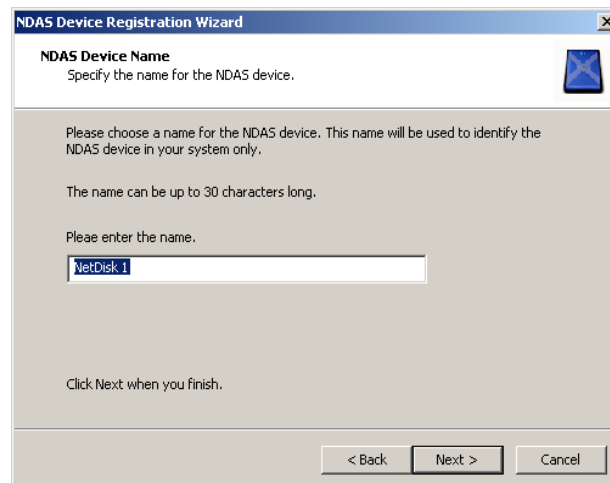 NDAS Device Registration Wizard
NDAS Device Name
Specify the name for the NDAS device.
Please choose a name for the NDAS device. This name will be used to identify the
NDAS device in your system only.
The name can be up to 30 characters long.
Pleae enter the name.
NetDisk 1
Click Next when you finish.
< Back Next > Cancel